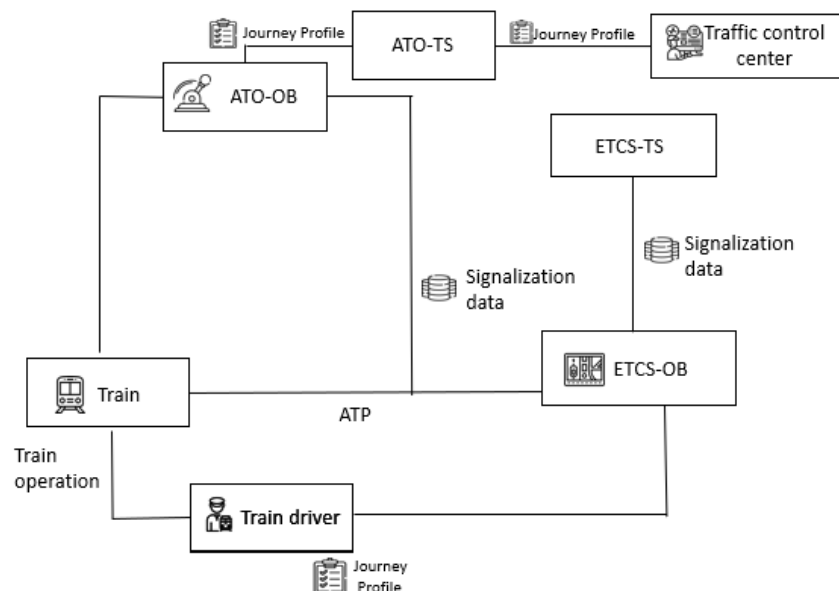 Journey Profile
ATO-TS
Journey Profile
Traffic control
center
ATO-OB
ETCS-TS
Signalization
data
Signalization
data
Train
ETCS-OB
ATP
Train
operation
Train driver
Journey
Profile